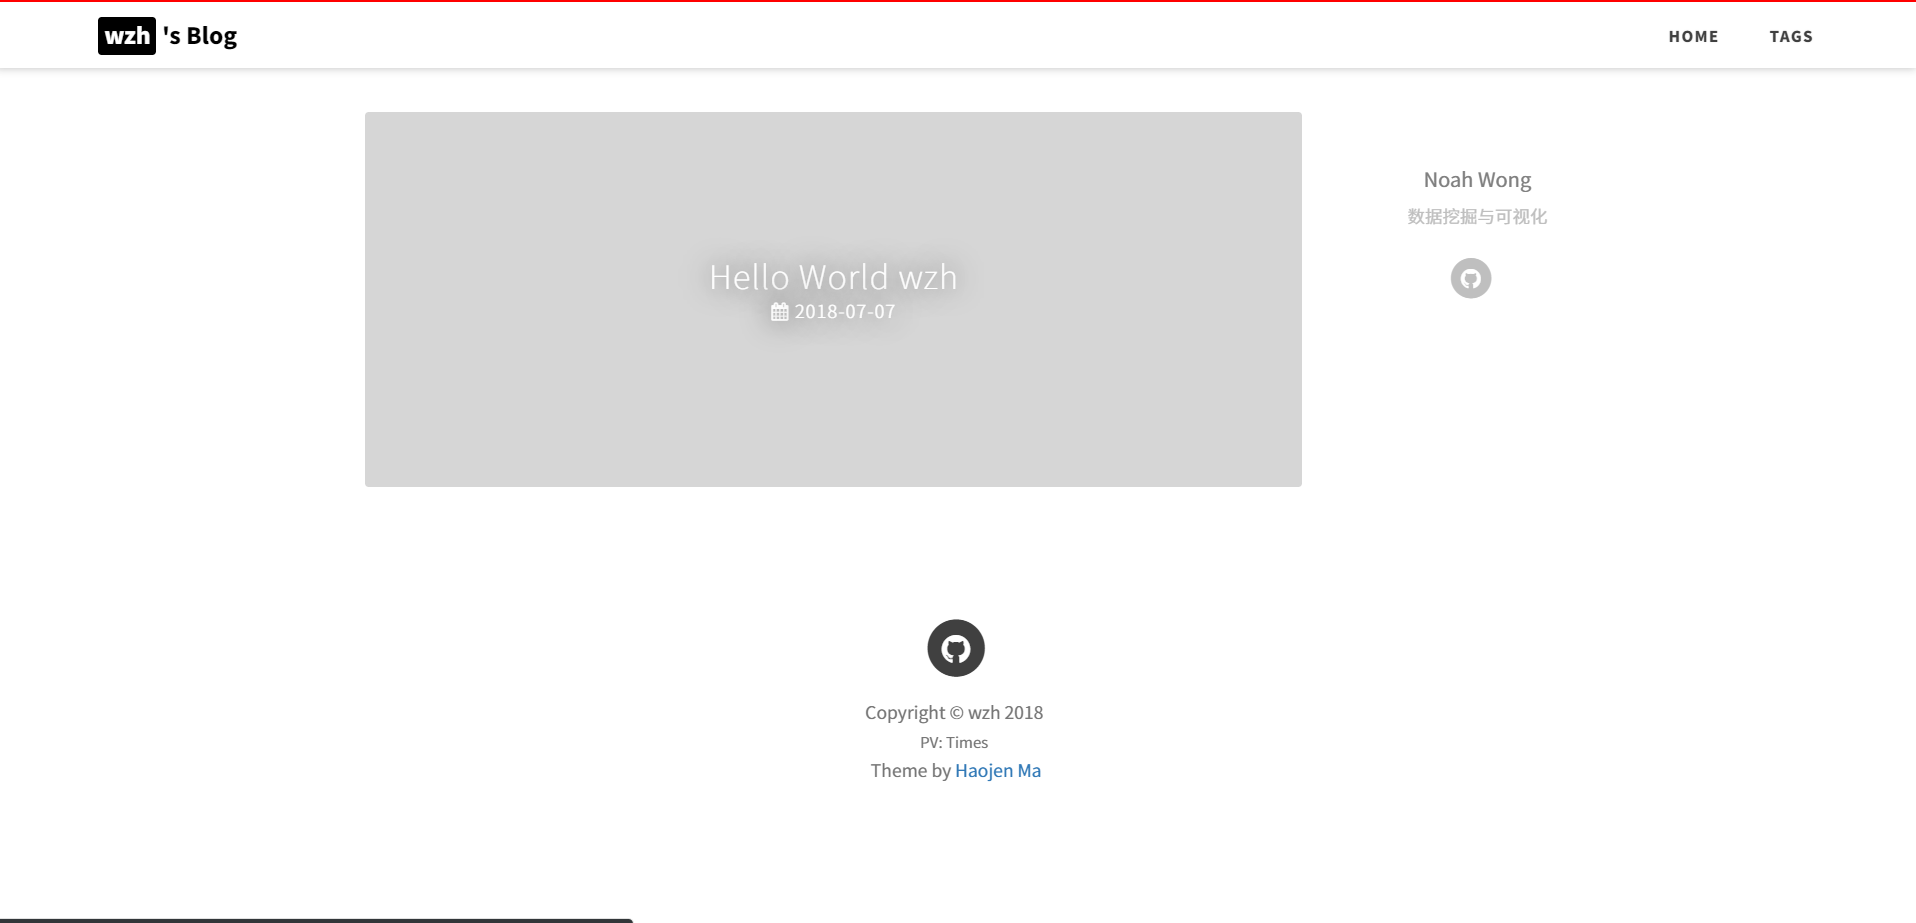 wzh 's Blog
HOME
TAGS
Hello World wzh
2018-07-07
Noah Wong
数据挖掘与可视化
Copyright © wzh 2018
PV: Times
Theme by Haojen Ma